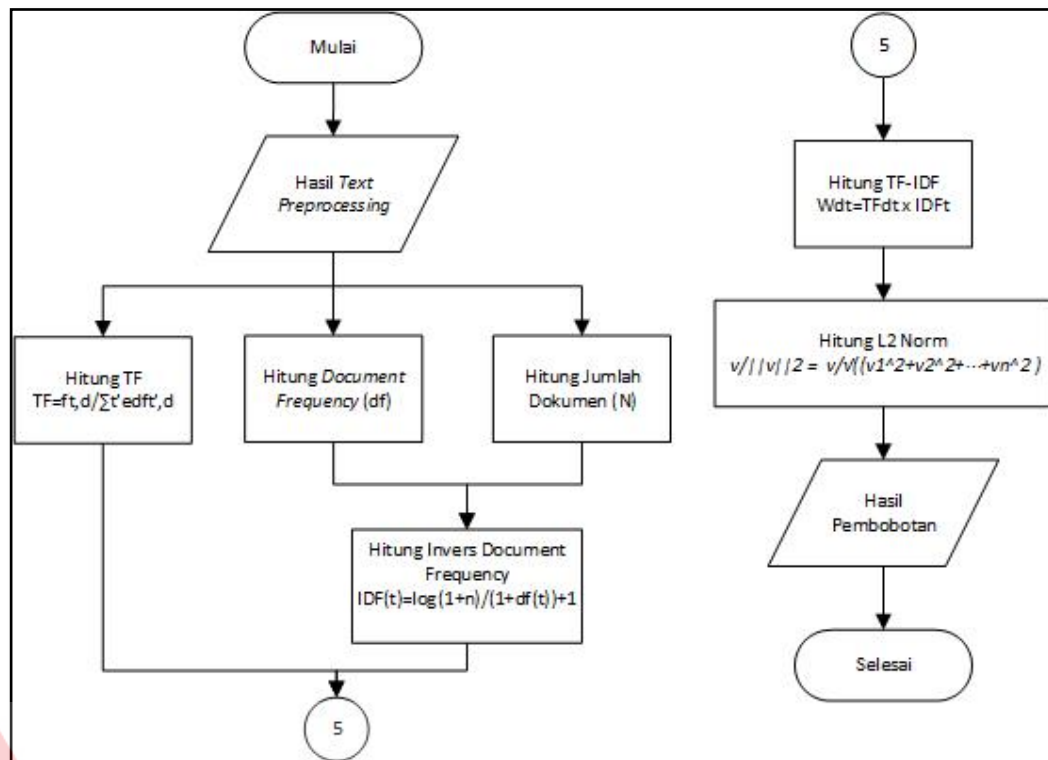 Mulai
Hasil Text
Preprocessing
Hitung TF
TF=ft,d/∑t'edft',d
Hitung Document
Frequency (df)
Hitung Jumlah
Dokumen (N)
Hitung Invers Document
Frequency
IDF(t)=log(1+n)/(1+df(t))+1
5
5
Hitung TF-IDF
Wdt=TFdt x IDFt
Hitung L2 Norm
v/||v||2 = v/√((v1^2+v2^2+⋯+vn^2 )
Hasil
Pembobotan
Selesai